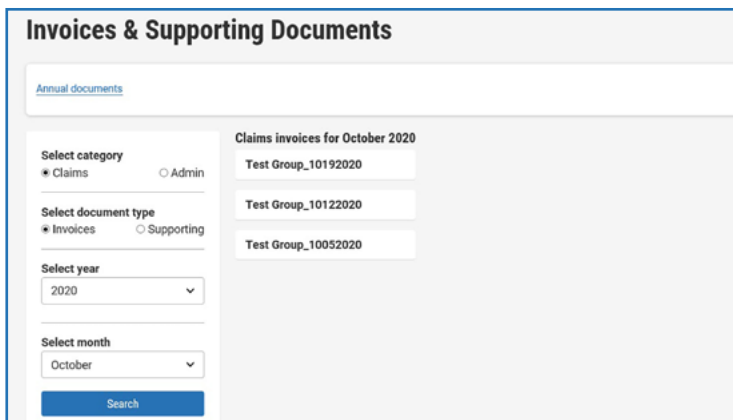 Invoices & Supporting Documents
Annual documents
Select category
Claims Admin
Select document type
Invoices Supporting
Select year
2020
Select month
October
Search
Claims invoices for October 2020
Test Group_10192020
Test Group_10122020
Test Group_10052020